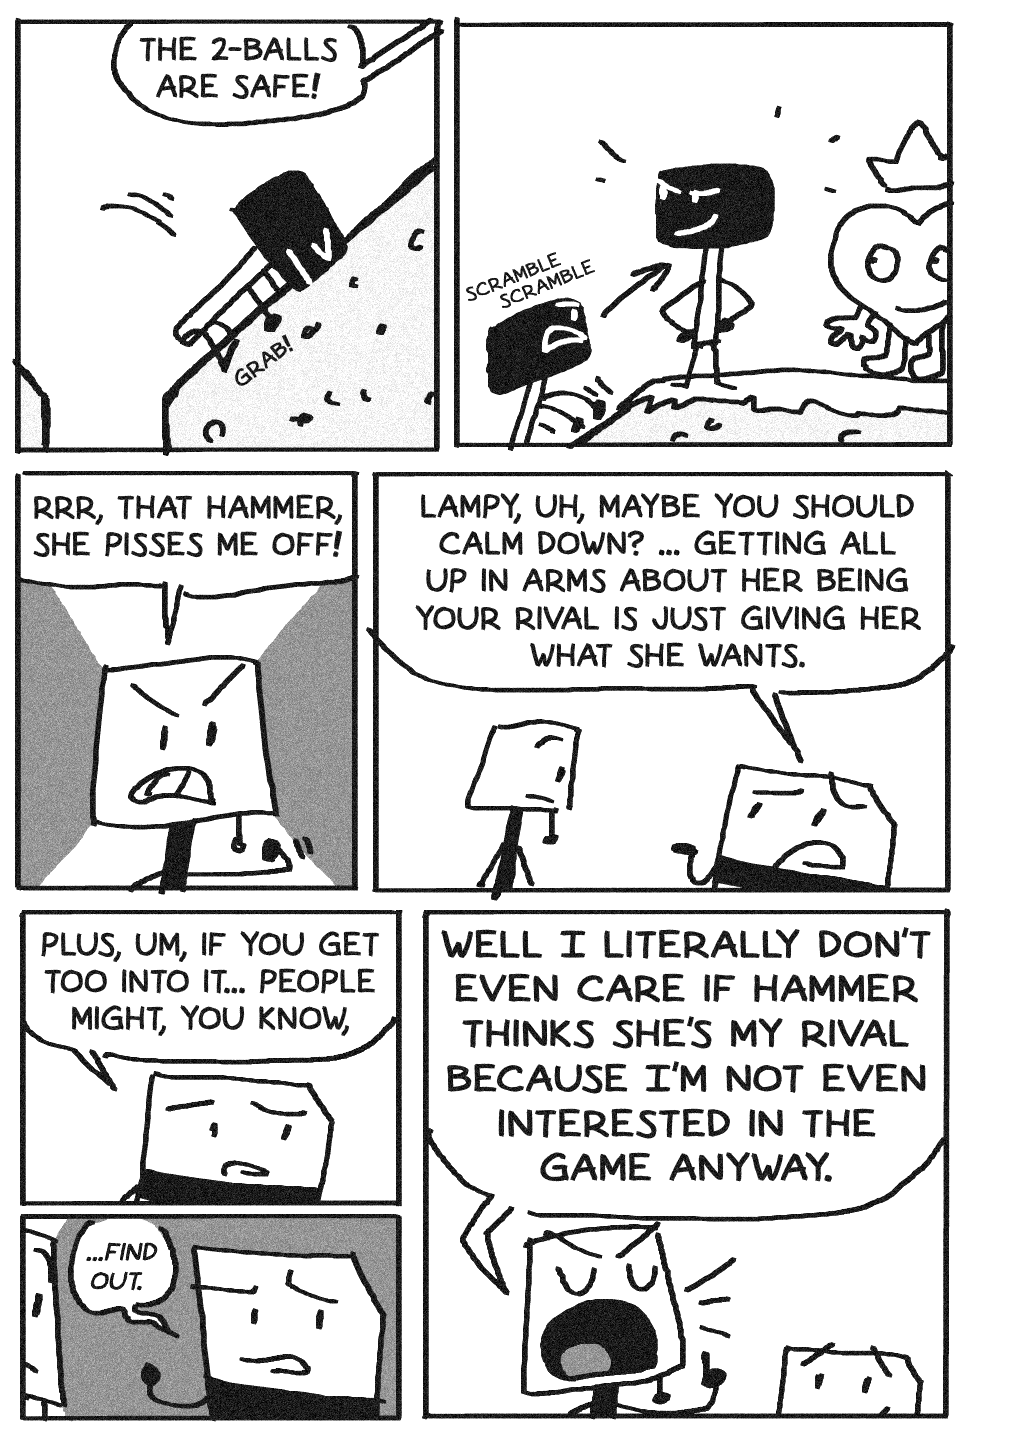 THE 2-BALLS
ARE SAFE!
GRAB!
SCRAMBLE
SCRAMBLE
RRR, THAT HAMMER,
SHE PISSES ME OFF!
LAMPY, UH, MAYBE YOU SHOULD
CALM DOWN? ... GETTING ALL
UP IN ARMS ABOUT HER BEING
YOUR RIVAL IS JUST GIVING HER
WHAT SHE WANTS.
PLUS, UM, IF YOU GET
TOO INTO IT... PEOPLE
MIGHT, YOU KNOW,
...FIND
OUT.
WELL I LITERALLY DON'T
EVEN CARE IF HAMMER
THINKS SHE'S MY RIVAL
BECAUSE I'M NOT EVEN
INTERESTED IN THE
GAME ANYWAY.